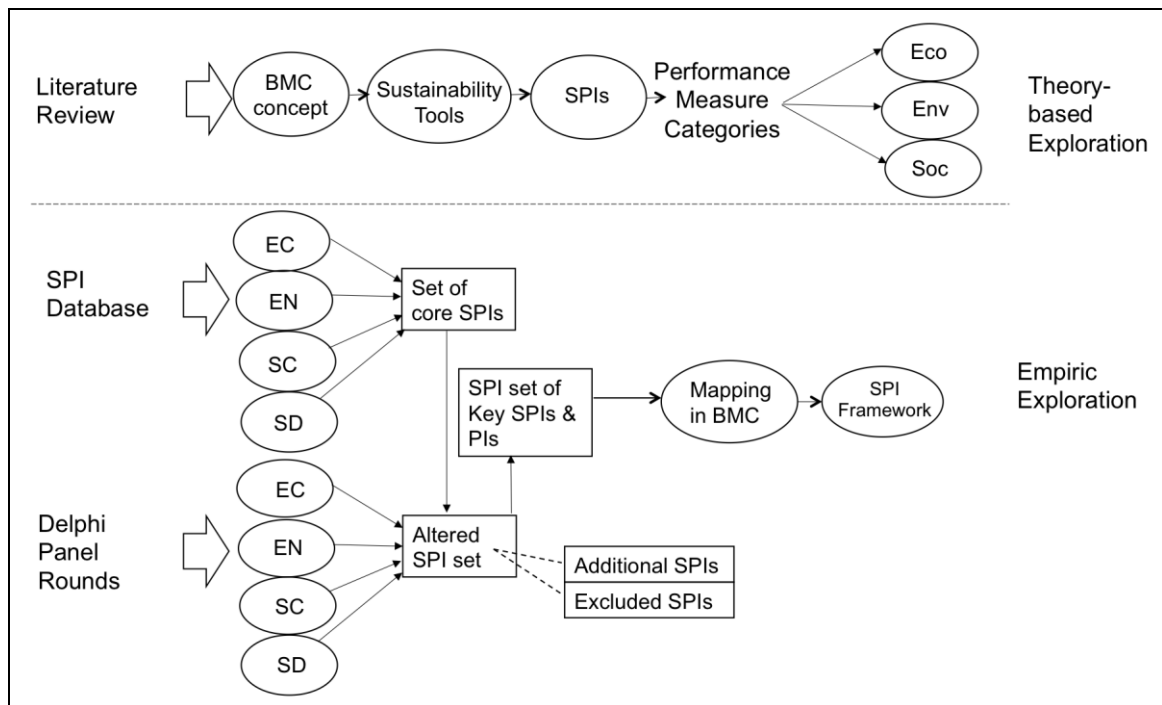 Literature
Review
BMC
concept
Sustainability
Tools
SPIs
Performance
Measure
Categories
Eco
Env
Soc
Theory-
based
Exploration
SPI
Database
EC
EN
SC
SD
Set of
core SPIs
SPI set of
Key SPIs &
PIs
Mapping
in BMC
SPI
Framework
Empiric
Exploration
Delphi
Panel
Rounds
EC
EN
SC
SD
Altered
SPI set
Additional SPIs
Excluded SPIs